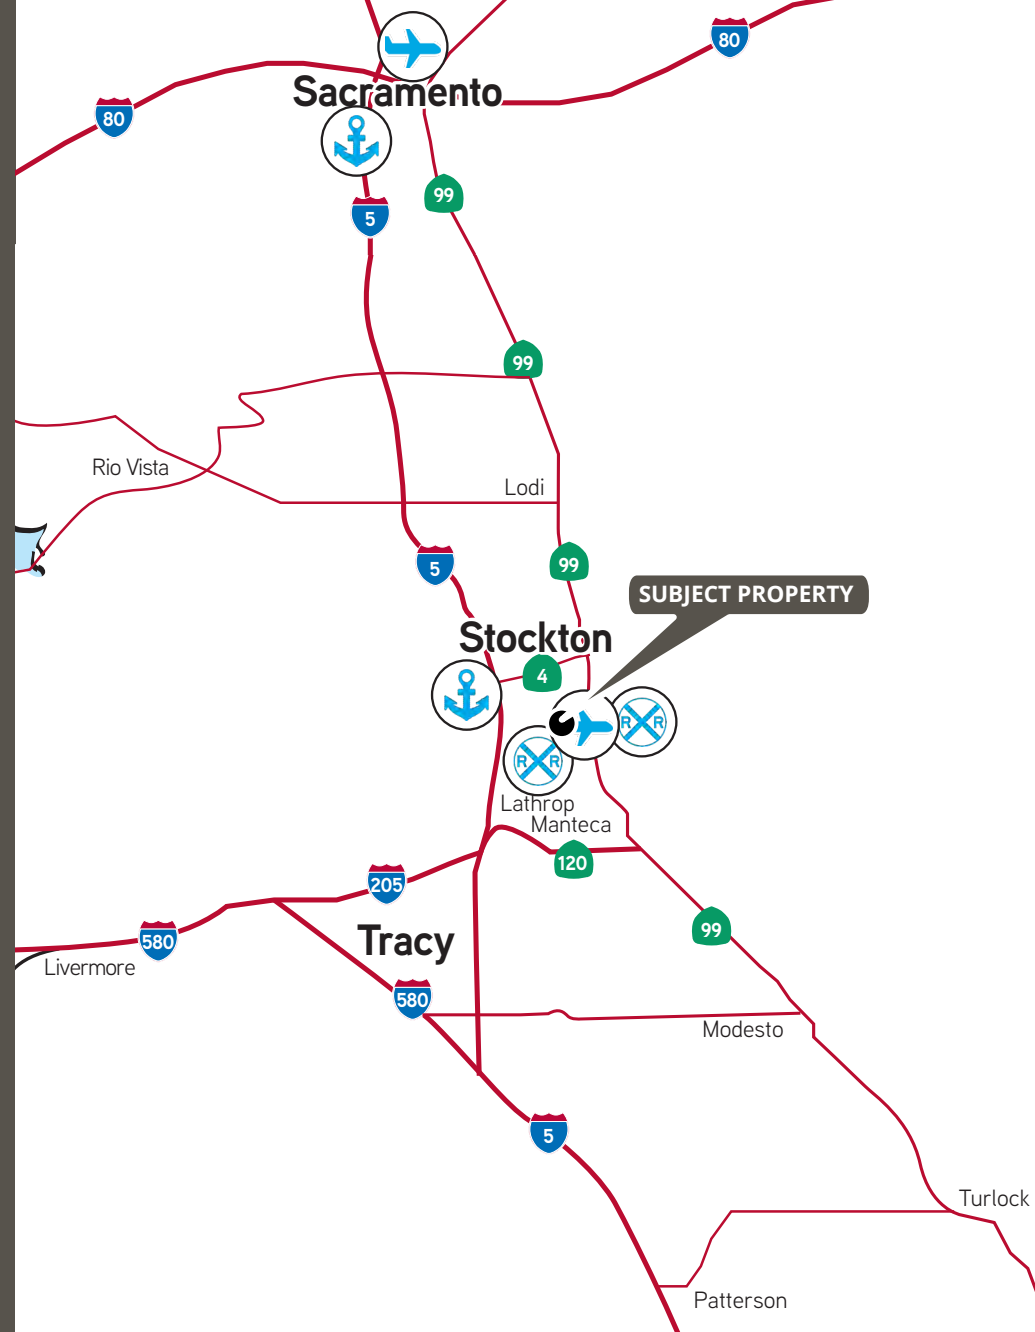 80
Sacramento
80
99
5
99
Rio Vista
Lodi
5
99
SUBJECT PROPERTY
Stockton
4
R R
R R
Lathrop
Manteca
120
205
99
580
Tracy
Livermore
580
Modesto
5
Turlock
Patterson